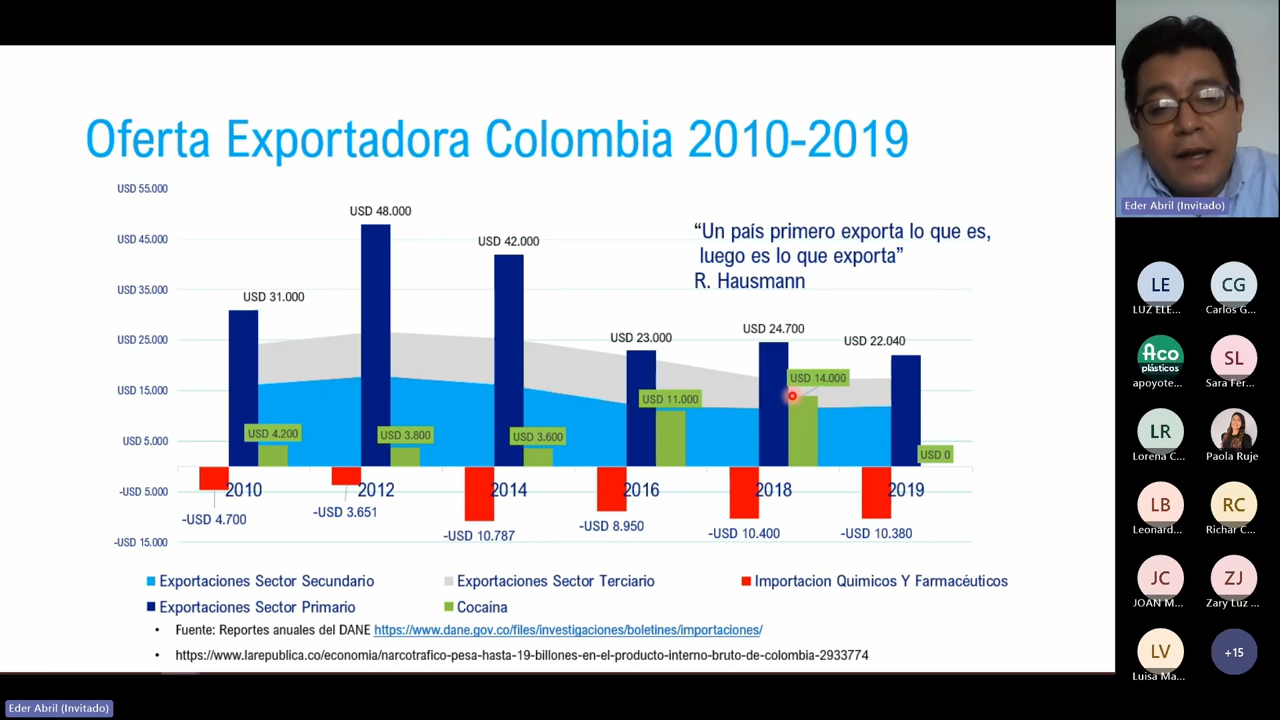 Oferta Exportadora Colombia 2010-2019
USD 55.000
USD 45.000
USD 35.000
USD 25.000
USD 15.000
USD 5.000
-USD 5.000
-USD 15.000
USD 31.000
USD 48.000
USD 42.000
USD 23.000
USD 24.700
USD 22.040
“Un país primero exporta lo que es,
luego es lo que exporta”
R. Hausmann
USD 4.200
USD 3.800
USD 3.600
USD 11.000
USD 14.000
USD 0
2010
2012
2014
2016
2018
2019
-USD 4.700
-USD 3.651
-USD 10.787
-USD 8.950
-USD 10.400
-USD 10.380
Exportaciones Sector Secundario
Exportaciones Sector Terciario
Importacion Quimicos Y Farmacéuticos
Exportaciones Sector Primario
Cocaina
• Fuente: Reportes anuales del DANE https://www.dane.gov.co/files/investigaciones/boletines/importaciones/
• https://www.larepublica.co/economia/narcotrafico-pesa-hasta-19-billones-en-el-producto-interno-bruto-de-colombia-2933774
Eder Abril (Invitado)
Eder Abril (Invitado)
LE
LUZ ELE...
CG
Carlos G...
Aco
plásticos
apoyote...
SL
Sara Fer...
LR
Lorena C...
Paola Ruje
LB
Leonard...
RC
Richar C...
JC
JOAN M...
ZJ
Zary Luz ...
LV
Luisa Ma...
+15